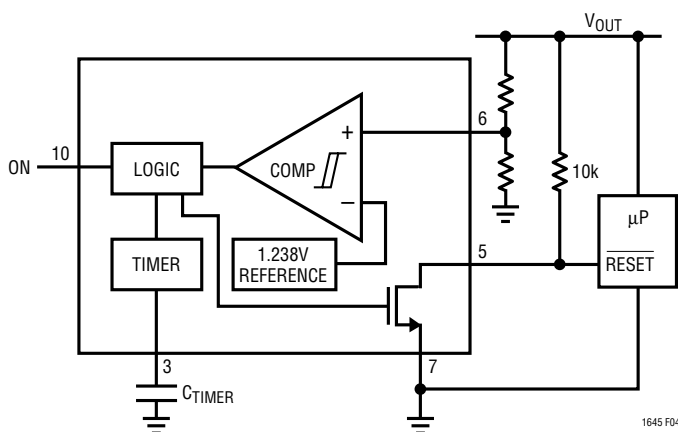 VOUT
6
+
10
ON
LOGIC
COMP
10k
−
µP
TIMER
1.238V
REFERENCE
5
RESET
3
7
CTIMER
1645 F04